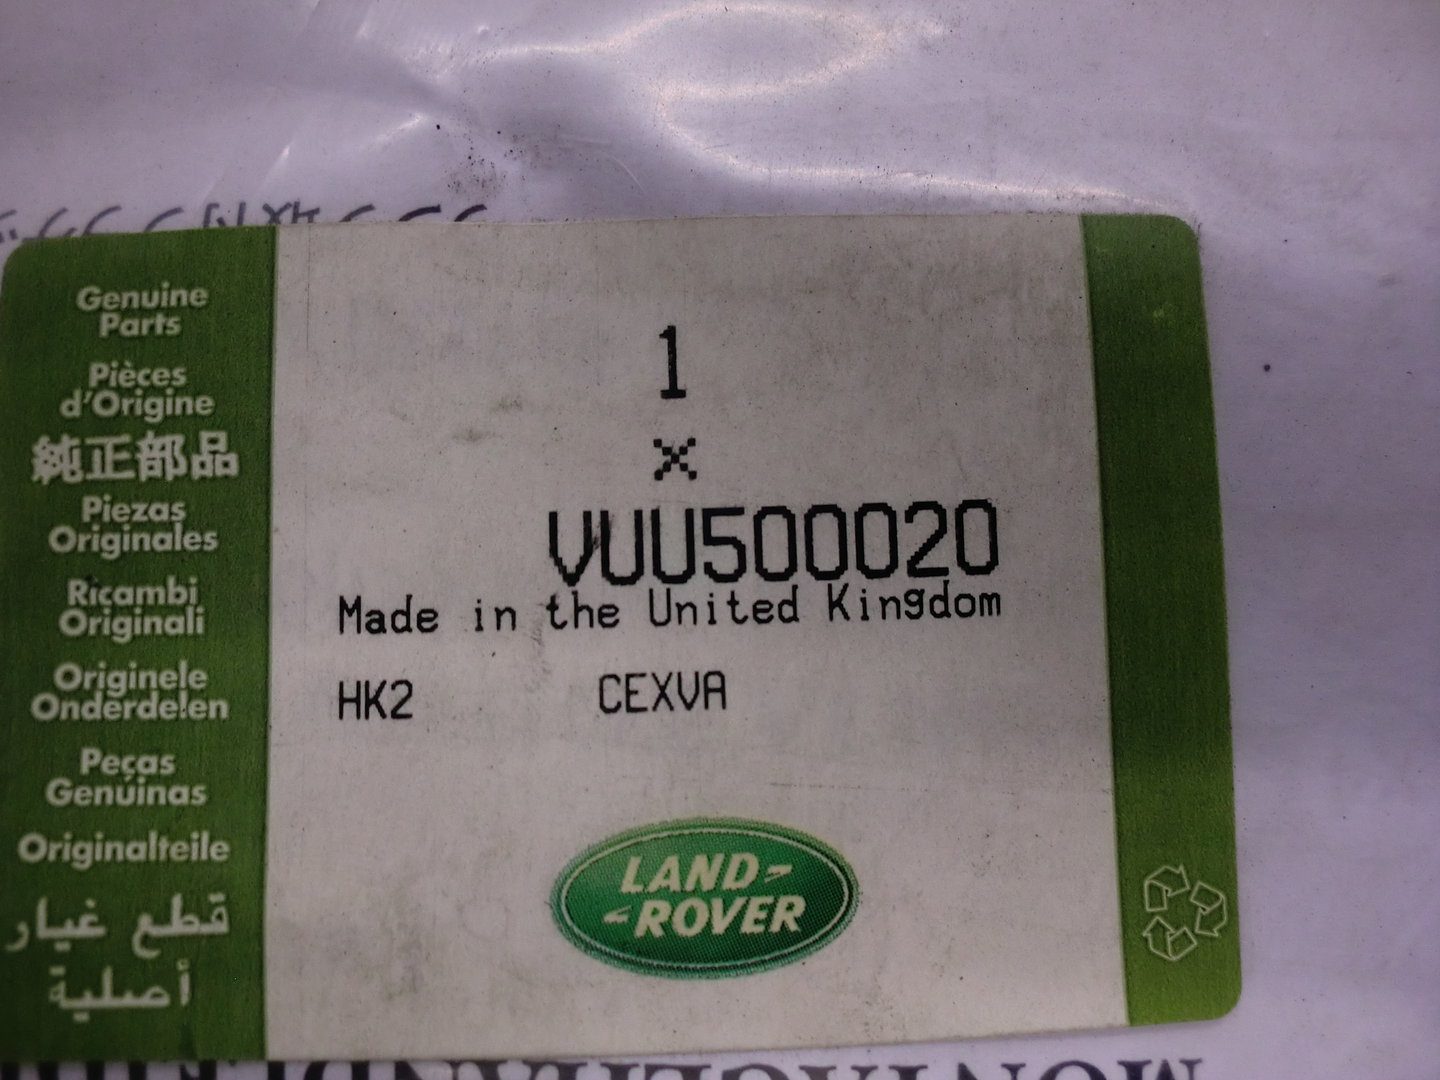 Genuine
Parts
Pièces
d'Origine
純正部品
Piezas
Originales
Ricambi
Originali
Originele
Onderdelen
Peças
Genúinas
Originalteile
قطع غيار
أصلية
1
x
VUU500020
Made in the United Kingdom
HK2 CEXVA
LAND-
-ROVER